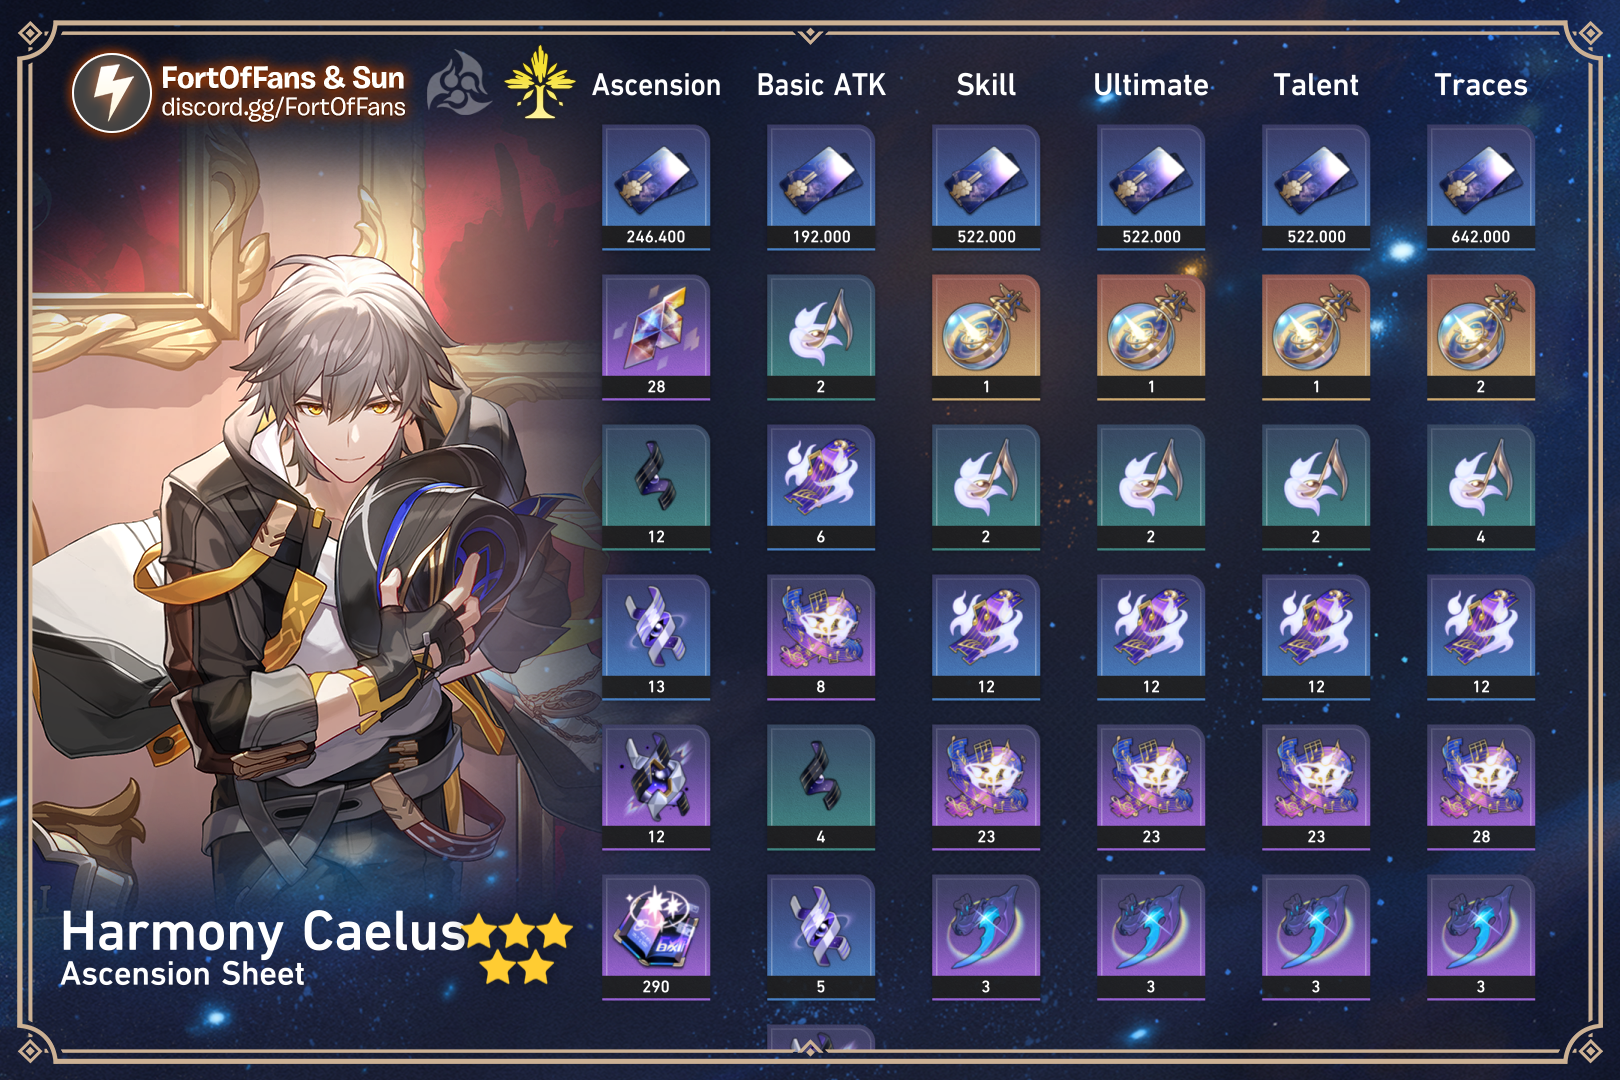 FortOfFans & Sun
discord.gg/FortOfFans
Ascension Basic ATK Skill Ultimate Talent Traces
246.400 192.000 522.000 522.000 522.000 642.000
28 2 1 1 1 2
12 6 2 2 2 4
13 8 12 12 12 12
12 4 23 23 23 28
290 5 3 3 3 3
Harmony Caelus
Ascension Sheet